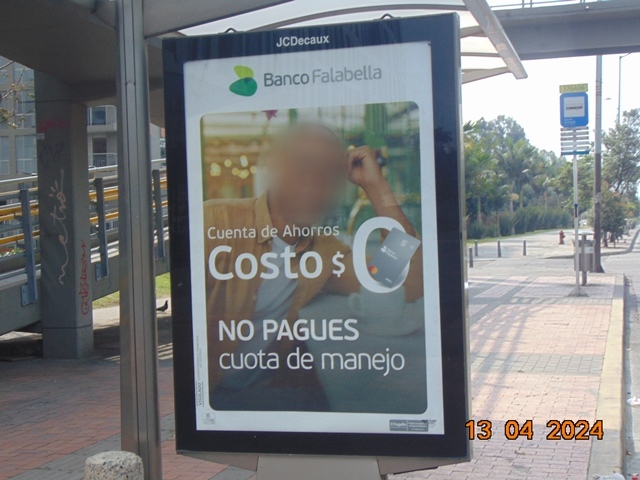 JCDecaux
Banco Falabella
Cuenta de Ahorros
Costo $0
NO PAGUES
cuota de manejo
13 04 2024